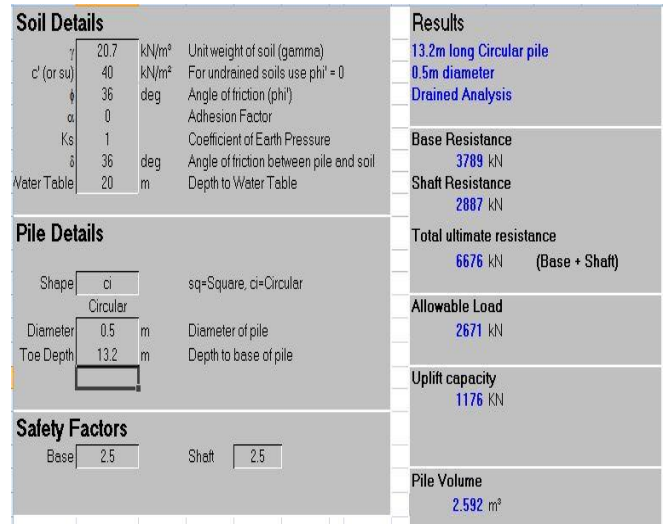 Soil Details
γ 20.7 kN/m³ Unit weight of soil (gamma)
c' (or su) 40 kN/m² For undrained soils use phi' = 0
ϕ 36 deg Angle of friction (phi')
α 0 Adhesion Factor
Ks 1 Coefficient of Earth Pressure
δ 36 deg Angle of friction between pile and soil
Water Table 20 m Depth to Water Table
Pile Details
Shape ci sq=Square, ci=Circular
Circular
Diameter 0.5 m Diameter of pile
Toe Depth 13.2 m Depth to base of pile
Safety Factors
Base 2.5 Shaft 2.5
Results
13.2m long Circular pile
0.5m diameter
Drained Analysis
Base Resistance
3789 kN
Shaft Resistance
2887 kN
Total ultimate resistance
6676 kN (Base + Shaft)
Allowable Load
2671 kN
Uplift capacity
1176 KN
Pile Volume
2.592 m³